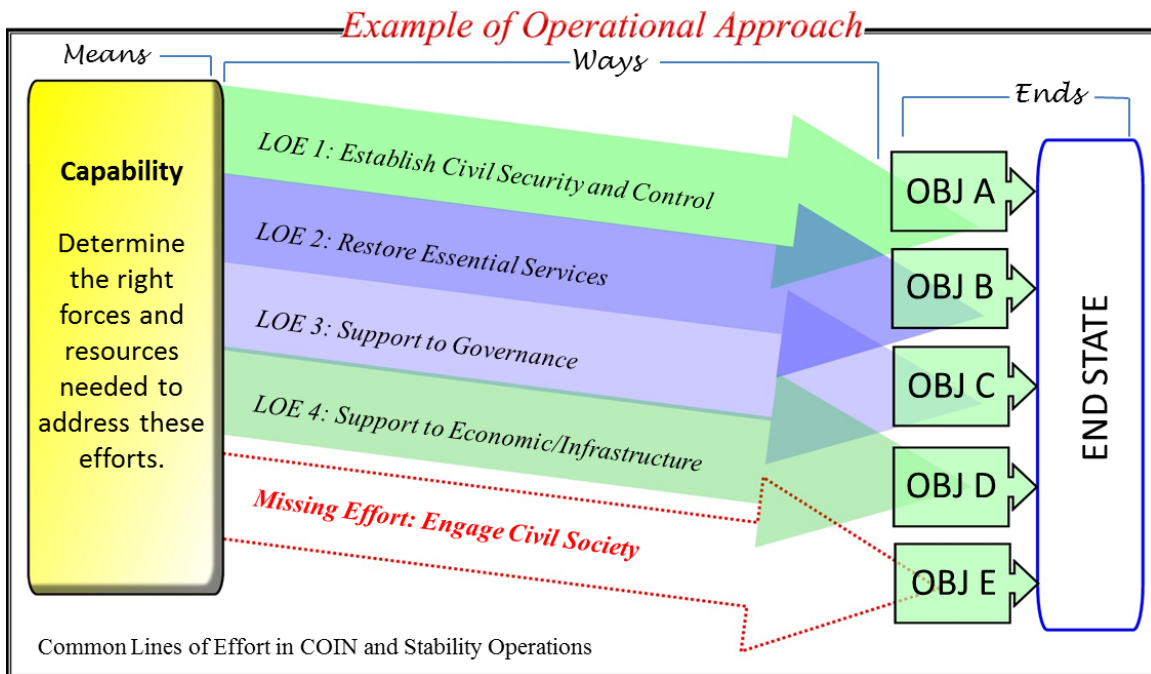 Example of Operational Approach
Means
Ways
Ends
Capability
Determine
the right
forces and
resources
needed to
address these
efforts.
LOE 1: Establish Civil Security and Control
LOE 2: Restore Essential Services
LOE 3: Support to Governance
LOE 4: Support to Economic/Infrastructure
Missing Effort: Engage Civil Society
OBJ A
OBJ B
OBJ C
OBJ D
OBJ E
END STATE
Common Lines of Effort in COIN and Stability Operations